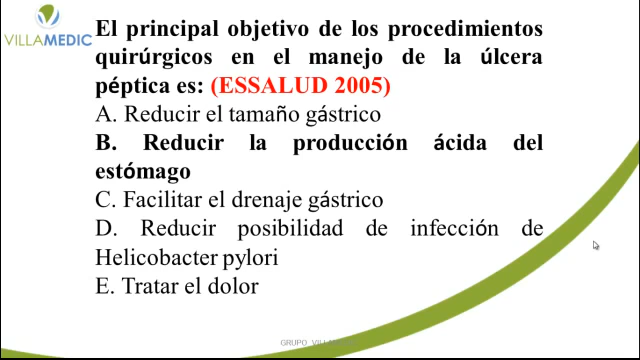 VILLAMEDIC
El principal objetivo de los procedimientos
quirúrgicos en el manejo de la úlcera
péptica es: (ESSALUD 2005)
A. Reducir el tamaño gástrico
B. Reducir la producción ácida del
estómago
C. Facilitar el drenaje gástrico
D. Reducir posibilidad de infección de
Helicobacter pylori
E. Tratar el dolor
GRUPO VILLA